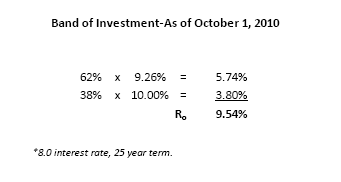 Band of Investment-As of October 1, 2010
62% x 9.26% = 5.74%
38% x 10.00% = 3.80%
Ro 9.54%
*8.0 interest rate, 25 year term.